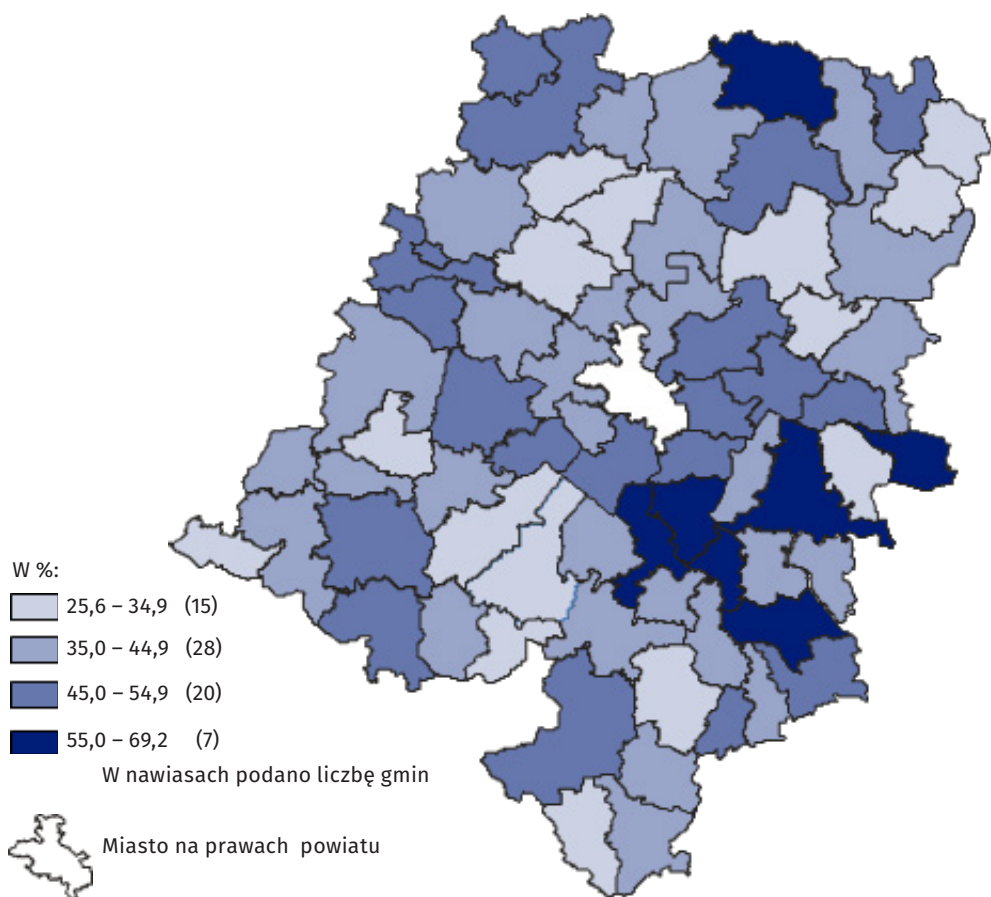 W %:
25,6 – 34,9 (15)
35,0 – 44,9 (28)
45,0 – 54,9 (20)
55,0 – 69,2 (7)
W nawiasach podano liczbę gmin
Miasto na prawach powiatu